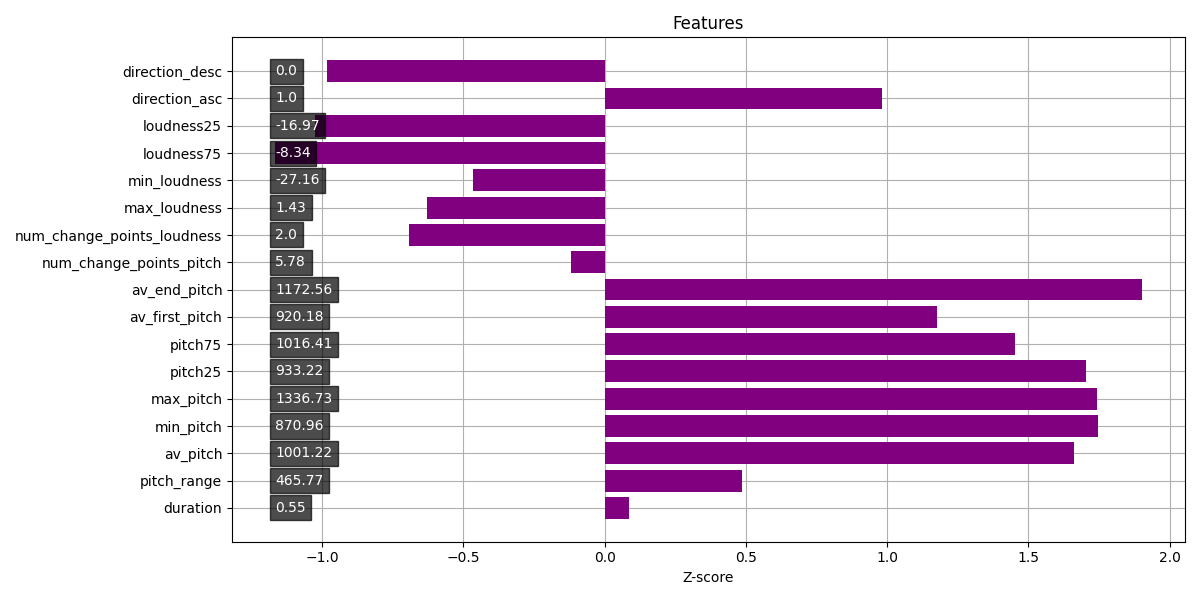 Features
direction_desc 0.0
direction_asc 1.0
loudness25 -16.97
loudness75 -8.34
min_loudness -27.16
max_loudness 1.43
num_change_points_loudness 2.0
num_change_points_pitch 5.78
av_end_pitch 1172.56
av_first_pitch 920.18
pitch75 1016.41
pitch25 933.22
max_pitch 1336.73
min_pitch 870.96
av_pitch 1001.22
pitch_range 465.77
duration 0.55
−1.0 −0.5 0.0 0.5 1.0 1.5 2.0
Z-score